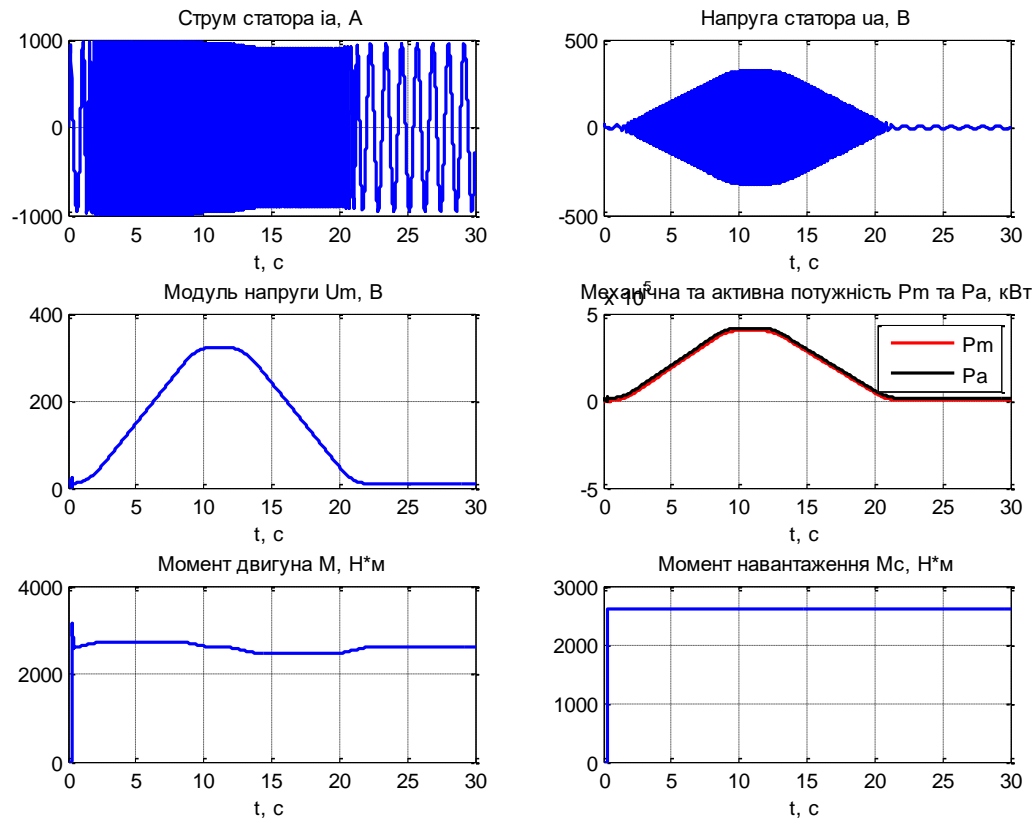 Струм статора ia, А
1000
0
-1000
0 5 10 15 20 25 30
t, с
Напруга статора ua, В
500
0
-500
0 5 10 15 20 25 30
t, с
Модуль напруги Um, В
400
200
0
0 5 10 15 20 25 30
t, с
Механічна та активна потужність Pm та Pa, кВт
x 10^5
5
0
-5
Pm
Pa
0 5 10 15 20 25 30
t, с
Момент двигуна М, Н*м
4000
2000
0
0 5 10 15 20 25 30
t, с
Момент навантаження Мс, Н*м
3000
2000
1000
0
0 5 10 15 20 25 30
t, с